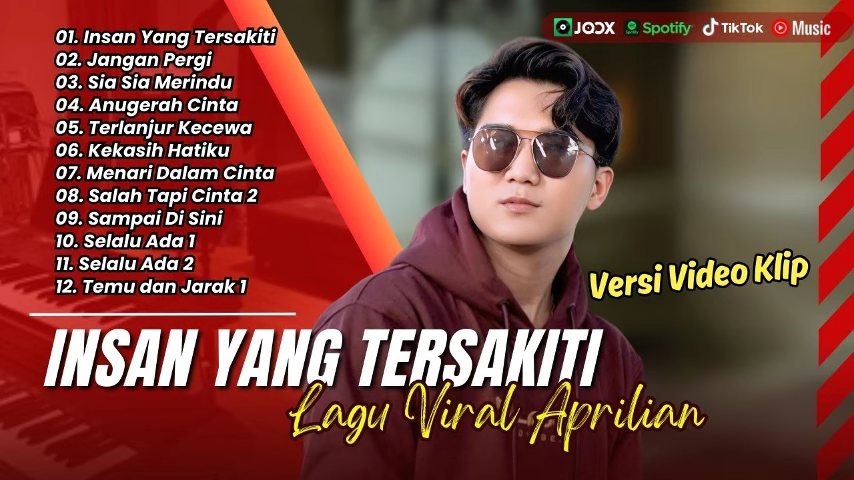 01. Insan Yang Tersakiti
02. Jangan Pergi
03. Sia Sia Merindu
04. Anugerah Cinta
05. Terlanjur Kecewa
06. Kekasih Hatiku
07. Menari Dalam Cinta
08. Salah Tapi Cinta 2
09. Sampai Di Sini
10. Selalu Ada 1
11. Selalu Ada 2
12. Temu dan Jarak 1
JOOX Spotify Spotify TikTok Music
Versi Video Klip
INSAN YANG TERSAKITI
Lagu Viral Aprilian